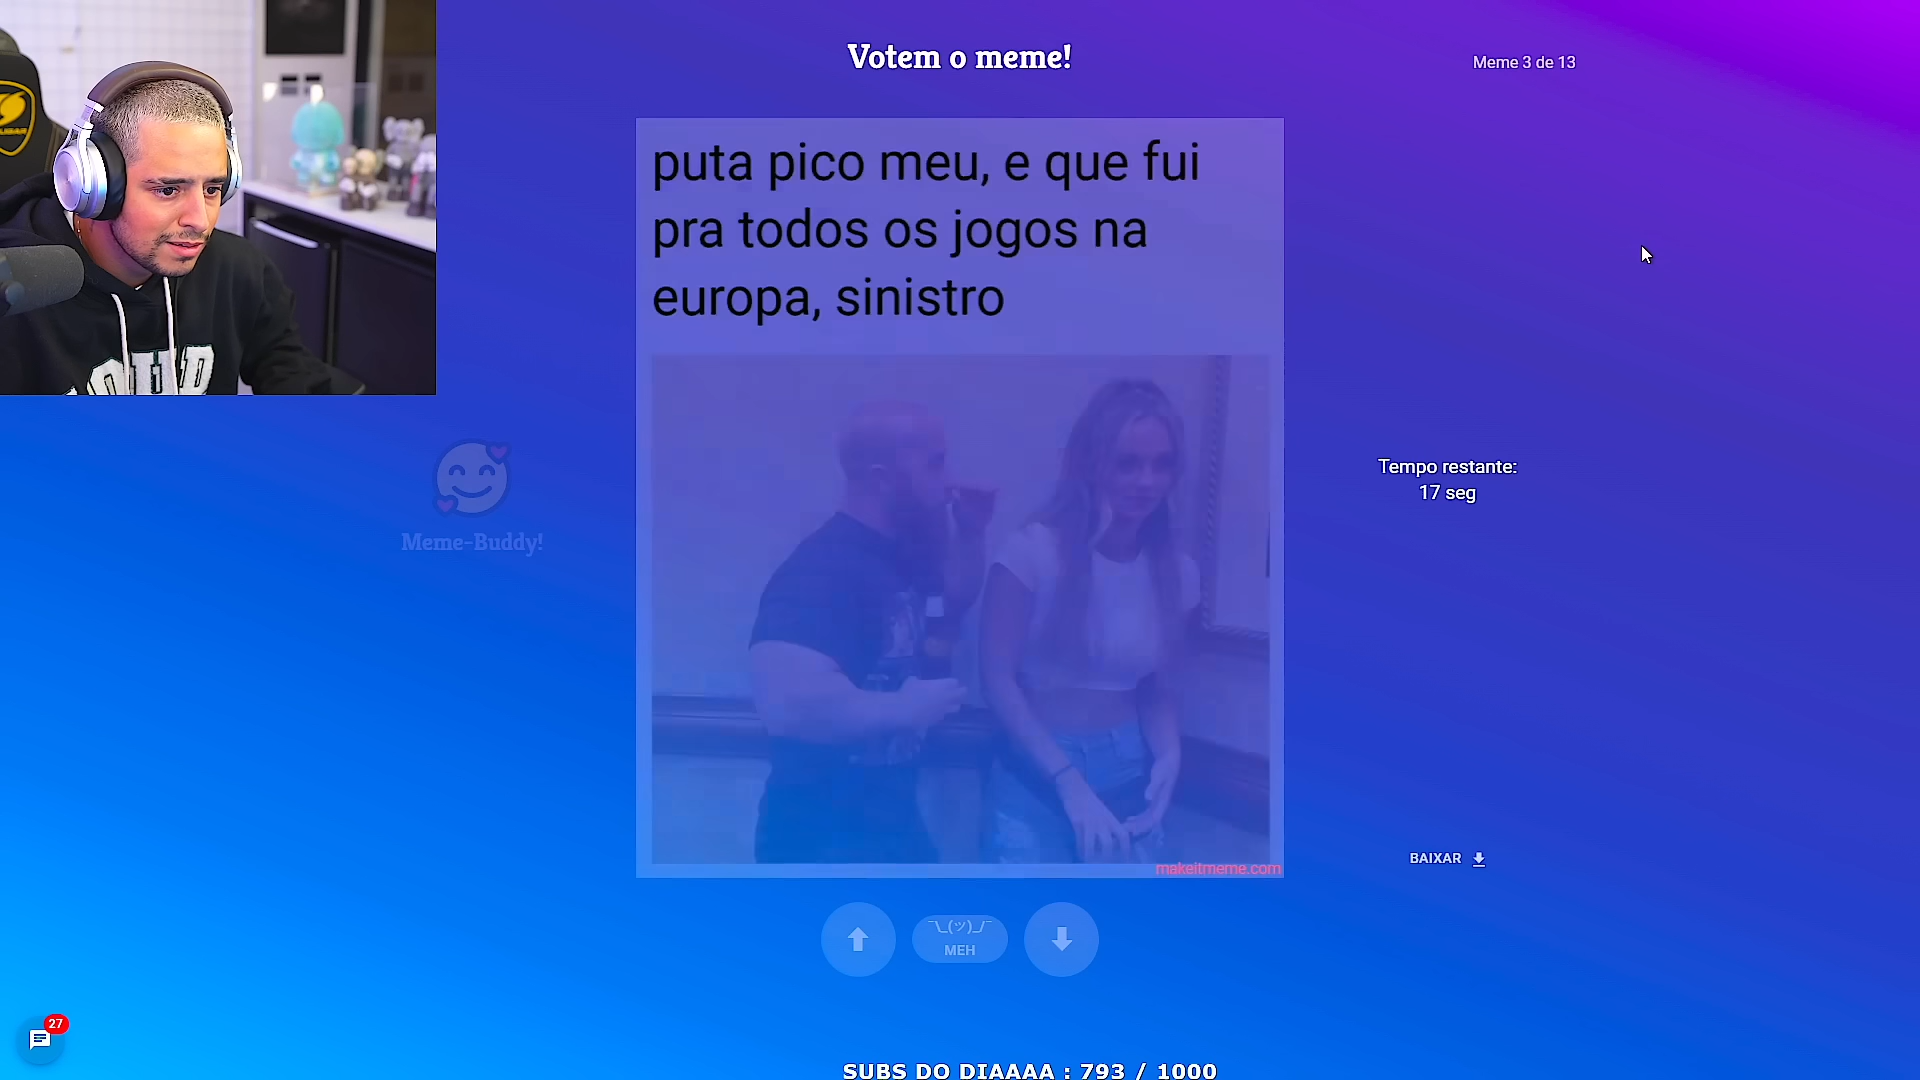 Votem o meme!
Meme 3 de 13
puta pico meu, e que fui
pra todos os jogos na
europa, sinistro
Meme-Buddy!
Tempo restante:
17 seg
makeitmeme.com
BAIXAR
¯\_(ツ)_/¯
MEH
27
SUBS DO DIAAAA : 793 / 1000